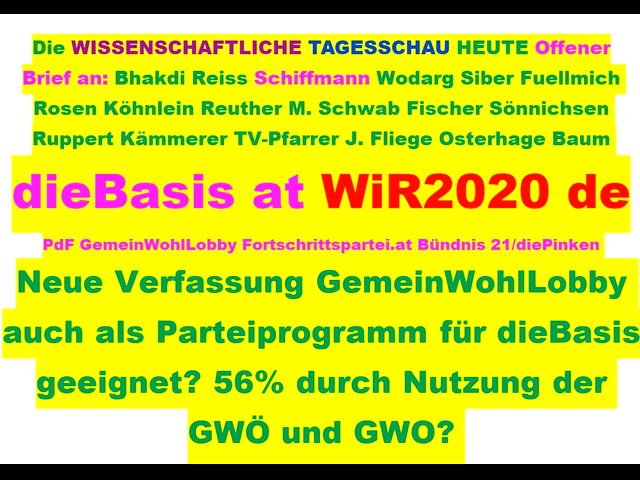 Die WISSENSCHAFTLICHE TAGESSCHAU HEUTE Offener
Brief an: Bhakdi Reiss Schiffmann Wodarg Siber Fuellmich
Rosen Köhnlein Reuther M. Schwab Fischer Sönnichsen
Ruppert Kämmerer TV-Pfarrer J. Fliege Osterhage Baum
dieBasis at WiR2020 de
PdF GemeinWohlLobby Fortschrittspartei.at Bündnis 21/diePinken
Neue Verfassung GemeinWohlLobby
auch als Parteiprogramm für dieBasis
geeignet? 56% durch Nutzung der
GWÖ und GWO?